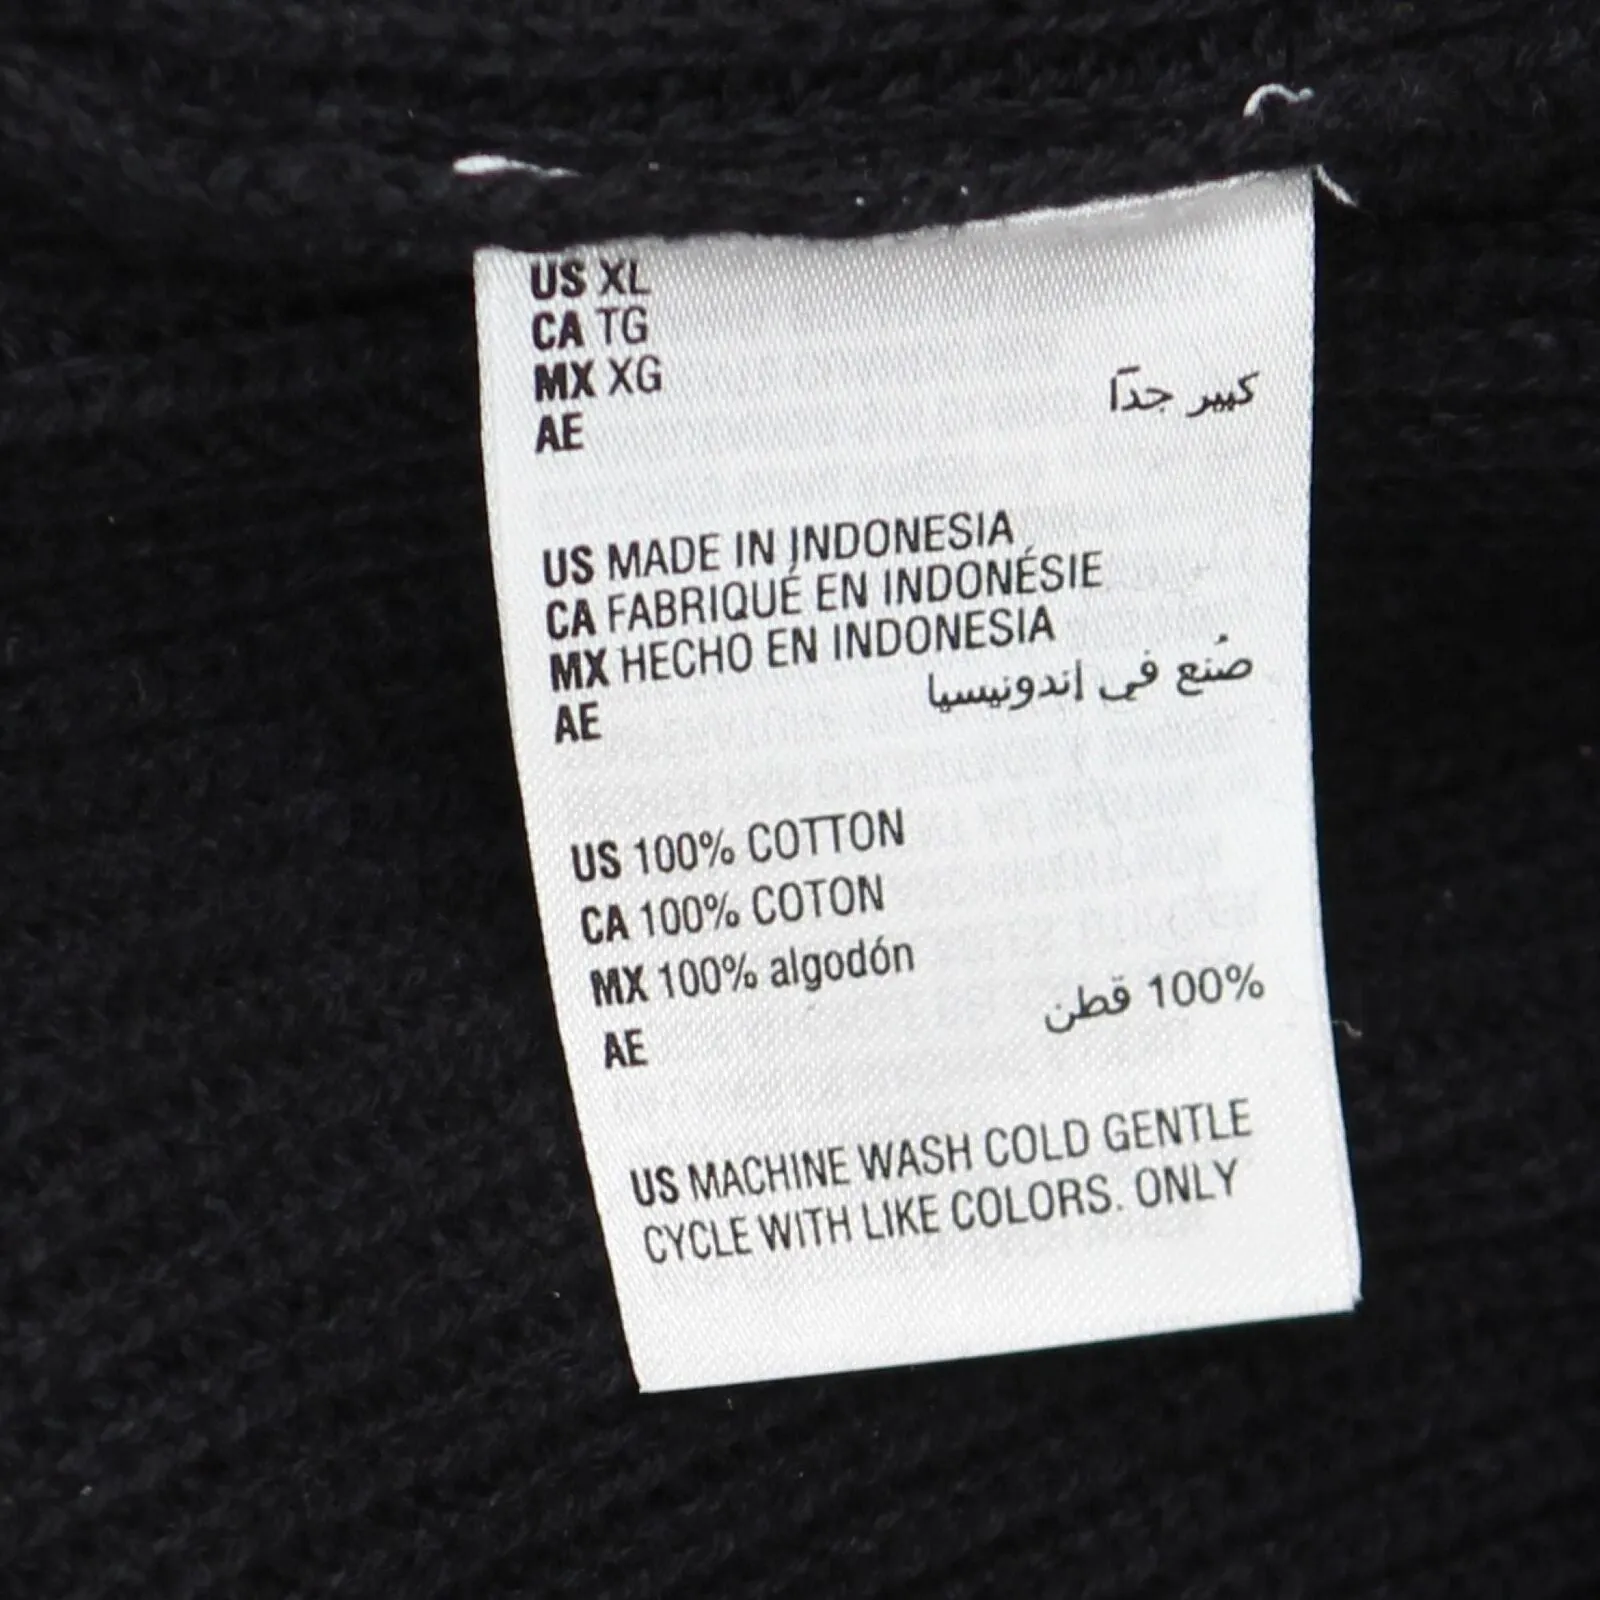 US XL
CA TG
MX XG
AE كبير جدًا
US MADE IN INDONESIA
CA FABRIQUÉ EN INDONÉSIE
MX HECHO EN INDONESIA
AE صُنع في إندونيسيا
US 100% COTTON
CA 100% COTON
MX 100% algodón
AE 100% قطن
US MACHINE WASH COLD GENTLE
CYCLE WITH LIKE COLORS. ONLY